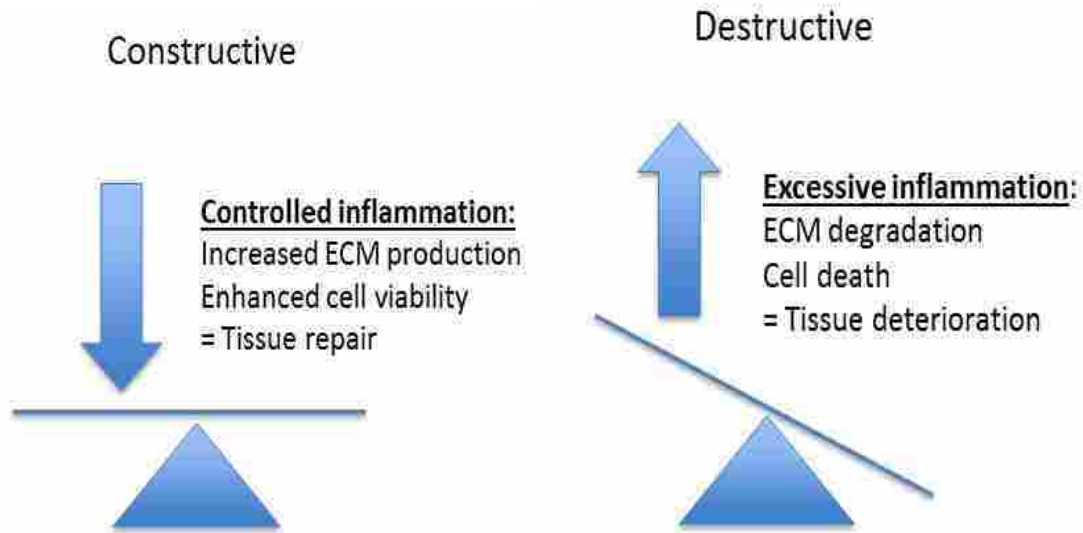 Constructive
Controlled inflammation:
Increased ECM production
Enhanced cell viability
= Tissue repair
Destructive
Excessive inflammation:
ECM degradation
Cell death
= Tissue deterioration